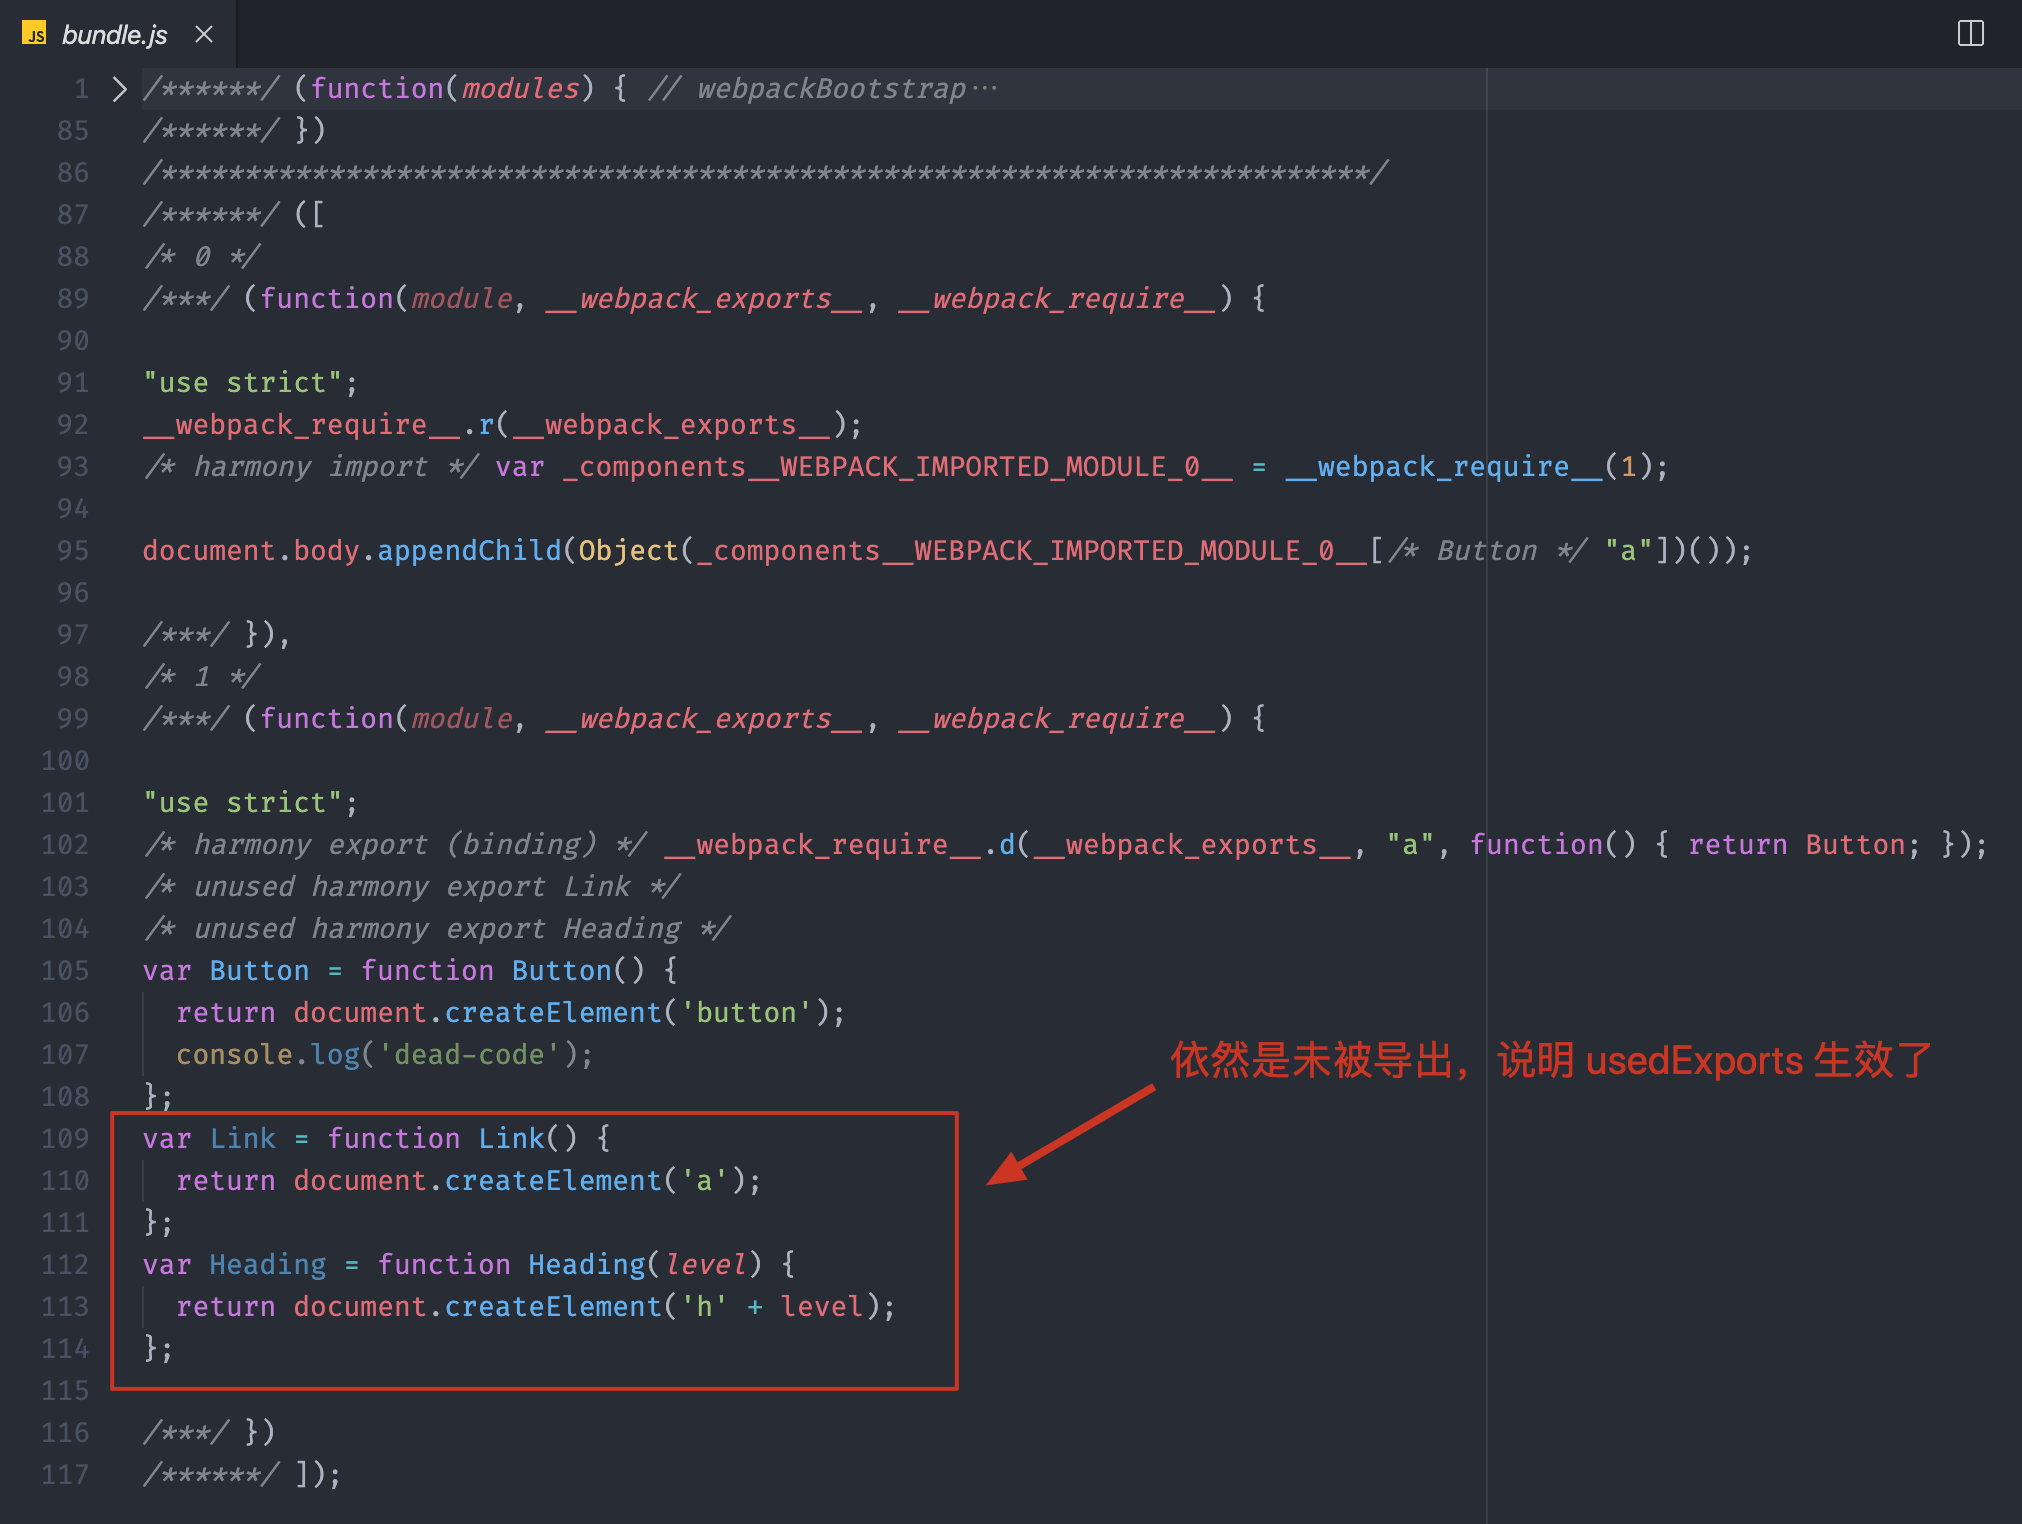 JS bundle.js
1 /******/ (function(modules) { // webpackBootstrap···
85 /******/ })
86 /************************************************************************/
87 /******/ ([
88 /* 0 */
89 /***/ (function(module, __webpack_exports__, __webpack_require__) {
90
91 "use strict";
92 __webpack_require__.r(__webpack_exports__);
93 /* harmony import */ var _components__WEBPACK_IMPORTED_MODULE_0__ = __webpack_require__(1);
94
95 document.body.appendChild(Object(_components__WEBPACK_IMPORTED_MODULE_0__[/* Button */ "a"])());
96
97 /***/ }),
98 /* 1 */
99 /***/ (function(module, __webpack_exports__, __webpack_require__) {
100
101 "use strict";
102 /* harmony export (binding) */ __webpack_require__.d(__webpack_exports__, "a", function() { return Button; });
103 /* unused harmony export Link */
104 /* unused harmony export Heading */
105 var Button = function Button() {
106   return document.createElement('button');
107   console.log('dead-code');
依然是未被导出，说明 usedExports 生效了
108 };
109 var Link = function Link() {
110   return document.createElement('a');
111 };
112 var Heading = function Heading(level) {
113   return document.createElement('h' + level);
114 };
115
116 /***/ })
117 /******/ ]);